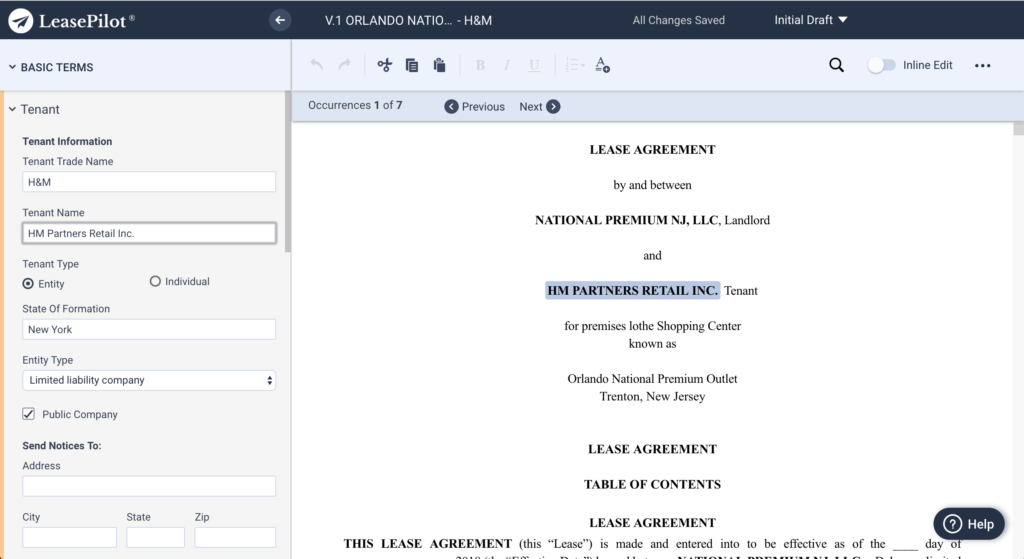 LeasePilot®
V.1 ORLANDO NATIO... - H&M
All Changes Saved
Initial Draft
BASIC TERMS
B I U
Inline Edit
Tenant
Occurrences 1 of 7
Previous
Next
Tenant Information
Tenant Trade Name
H&M
Tenant Name
HM Partners Retail Inc.
Tenant Type
Entity
Individual
State Of Formation
New York
Entity Type
Limited liability company
Public Company
Send Notices To:
Address
City
State
Zip
LEASE AGREEMENT
by and between
NATIONAL PREMIUM NJ, LLC, Landlord
and
HM PARTNERS RETAIL INC. Tenant
for premises lothe Shopping Center
known as
Orlando National Premium Outlet
Trenton, New Jersey
LEASE AGREEMENT
TABLE OF CONTENTS
LEASE AGREEMENT
THIS LEASE AGREEMENT (this “Lease”) is made and entered into to be effective as of the ____ day of
Help